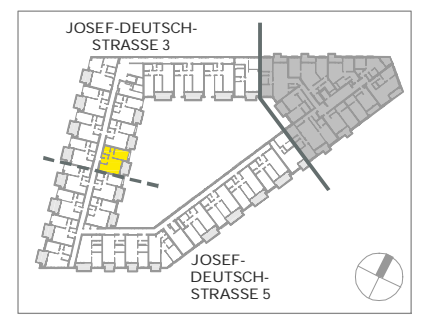 JOSEF-DEUTSCH-
STRASSE 3
JOSEF-
DEUTSCH-
STRASSE 5